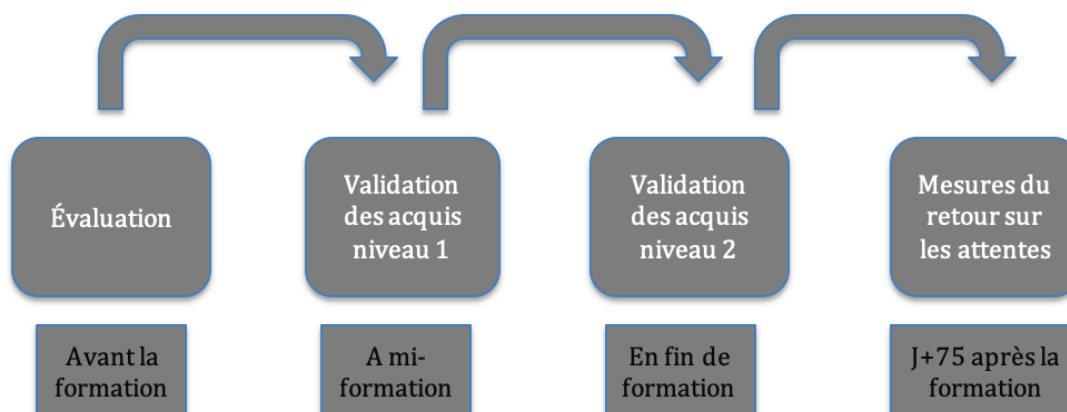 Évaluation
Validation
des acquis
niveau 1
Validation
des acquis
niveau 2
Mesures du
retour sur
les attentes
Avant la
formation
A mi-
formation
En fin de
formation
J+75 après la
formation